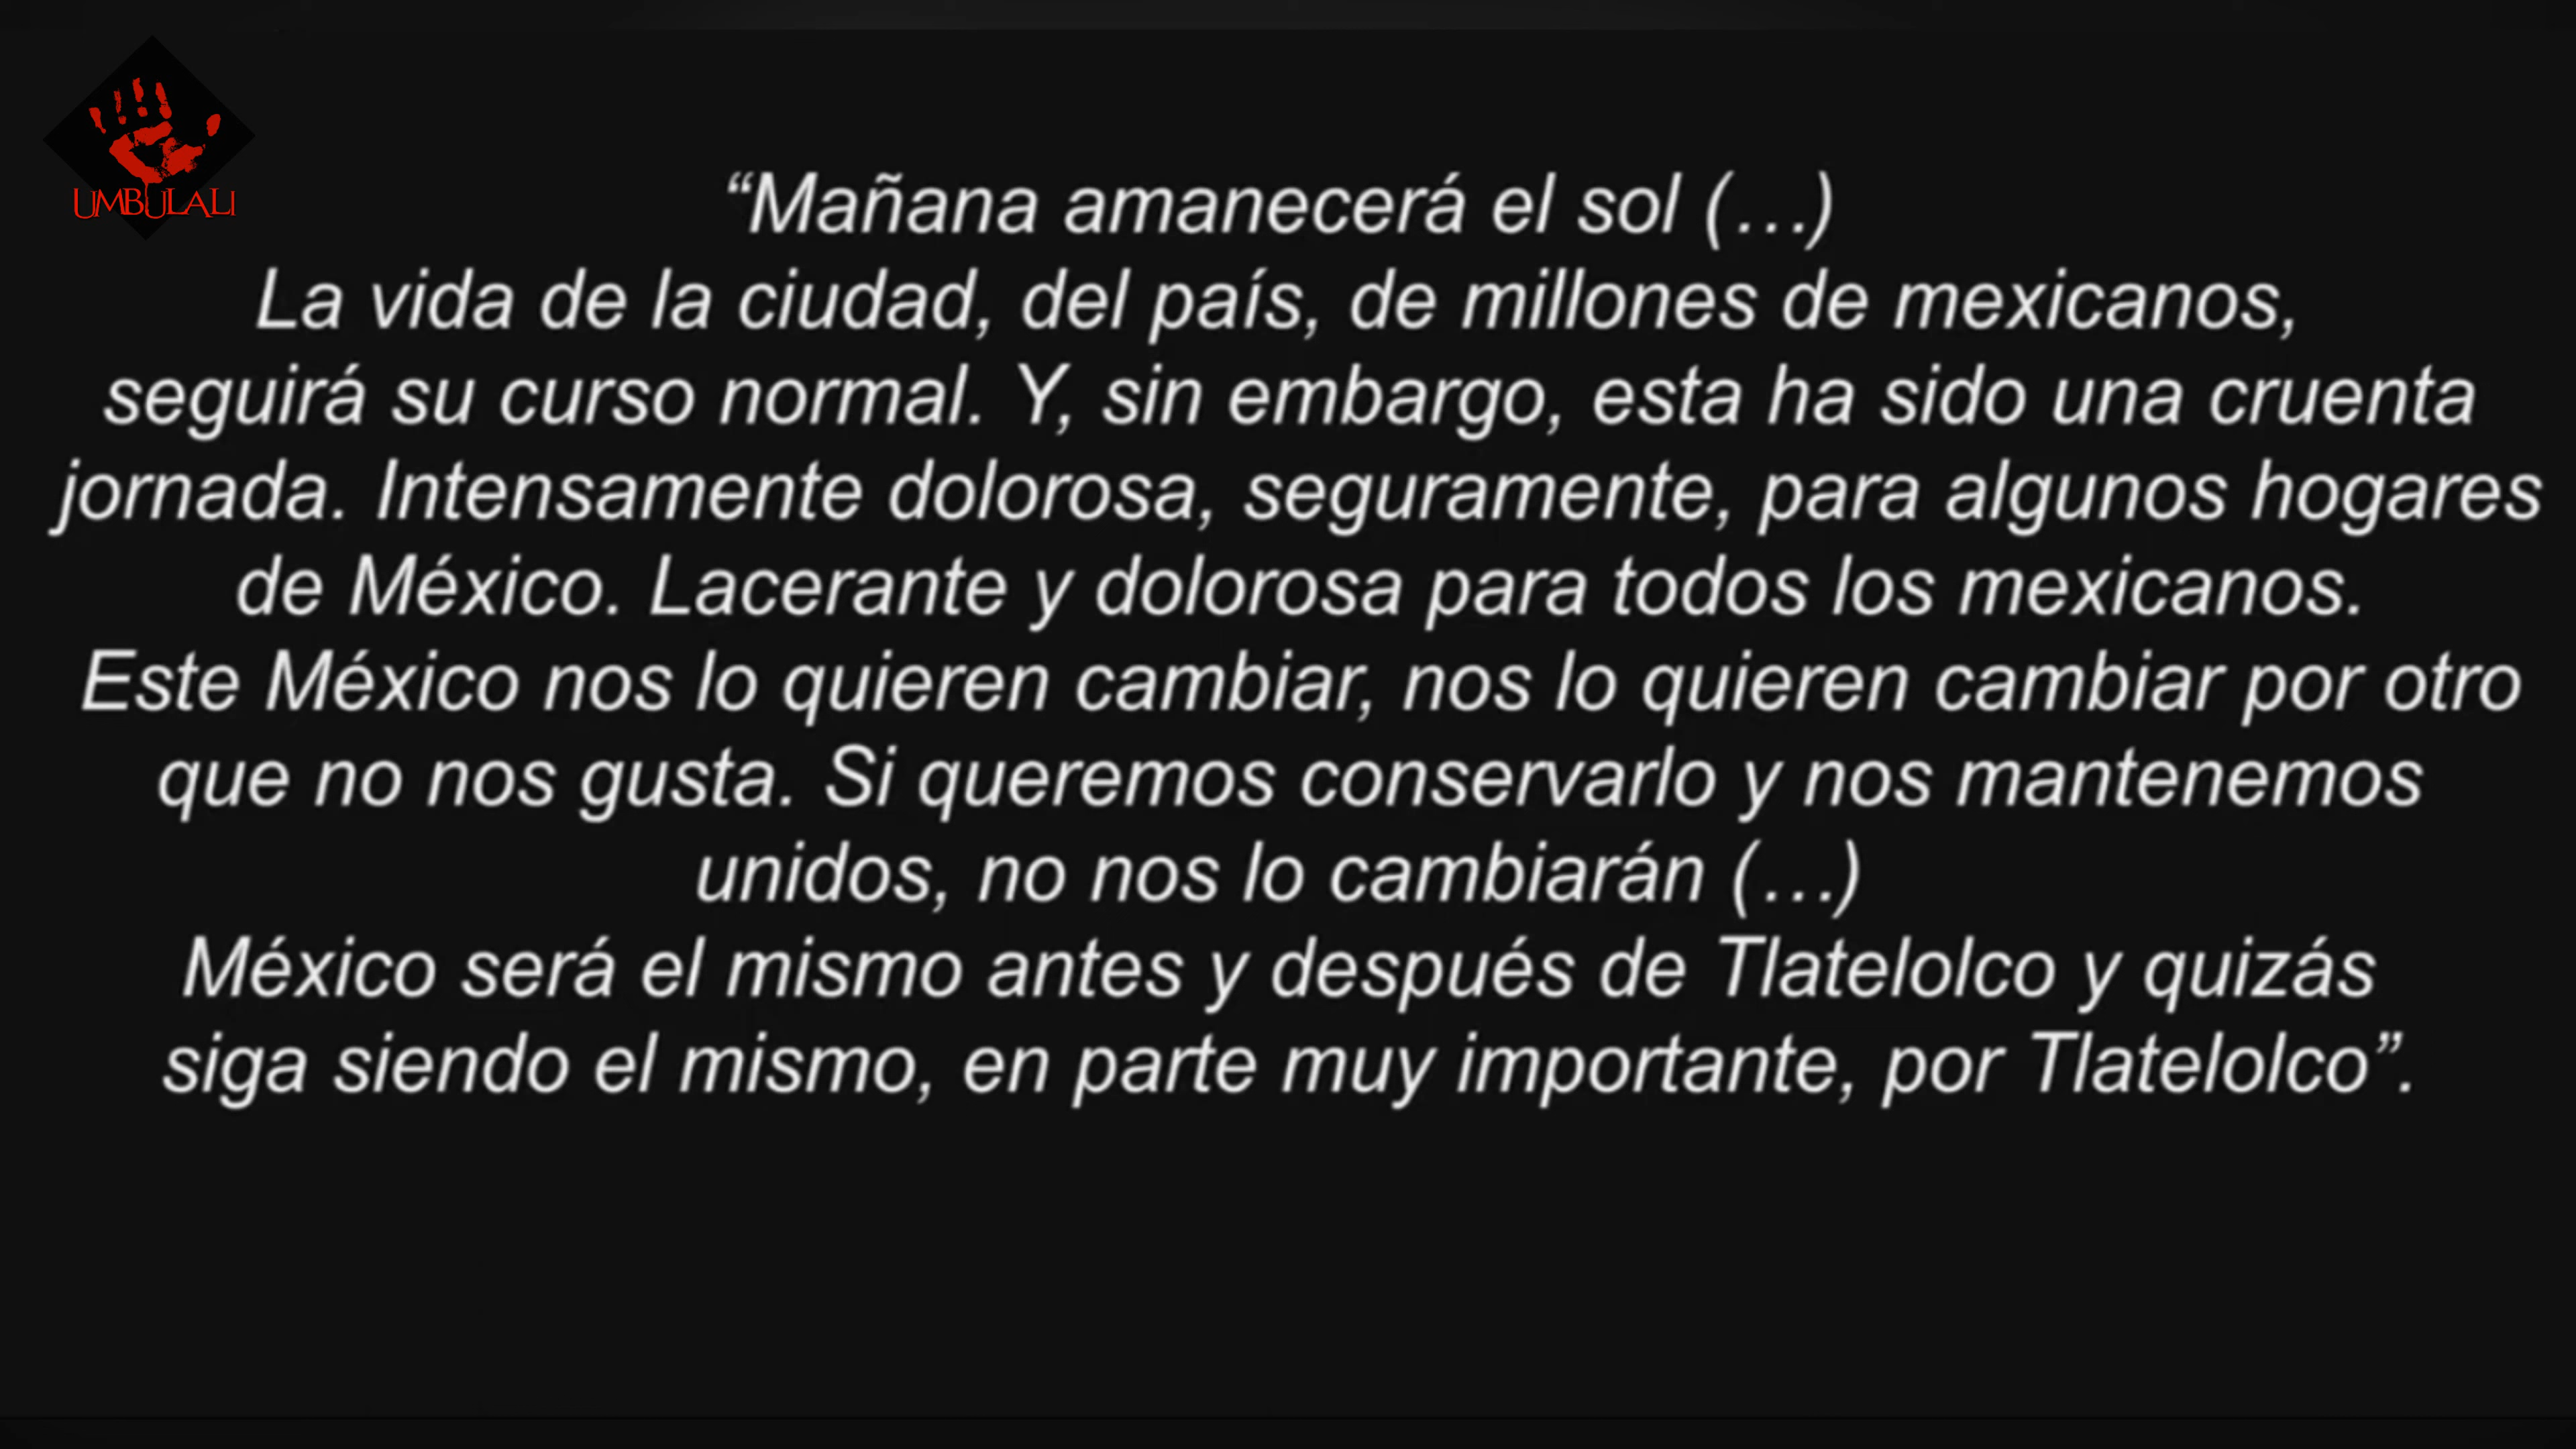 UMBULALI
“Mañana amanecerá el sol (…)
La vida de la ciudad, del país, de millones de mexicanos,
seguirá su curso normal. Y, sin embargo, esta ha sido una cruenta
jornada. Intensamente dolorosa, seguramente, para algunos hogares
de México. Lacerante y dolorosa para todos los mexicanos.
Este México nos lo quieren cambiar, nos lo quieren cambiar por otro
que no nos gusta. Si queremos conservarlo y nos mantenemos
unidos, no nos lo cambiarán (…)
México será el mismo antes y después de Tlatelolco y quizás
siga siendo el mismo, en parte muy importante, por Tlatelolco”.